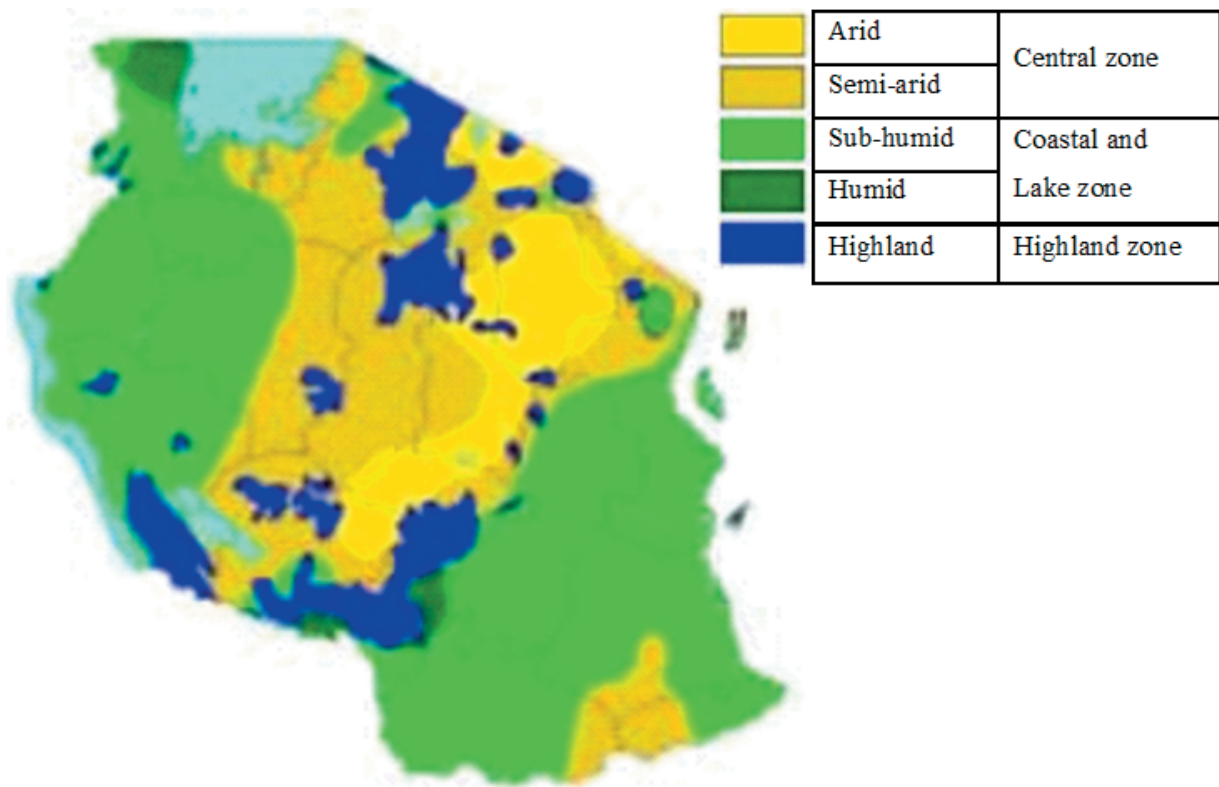 Arid
Central zone
Semi-arid
Sub-humid
Coastal and
Lake zone
Humid
Highland
Highland zone